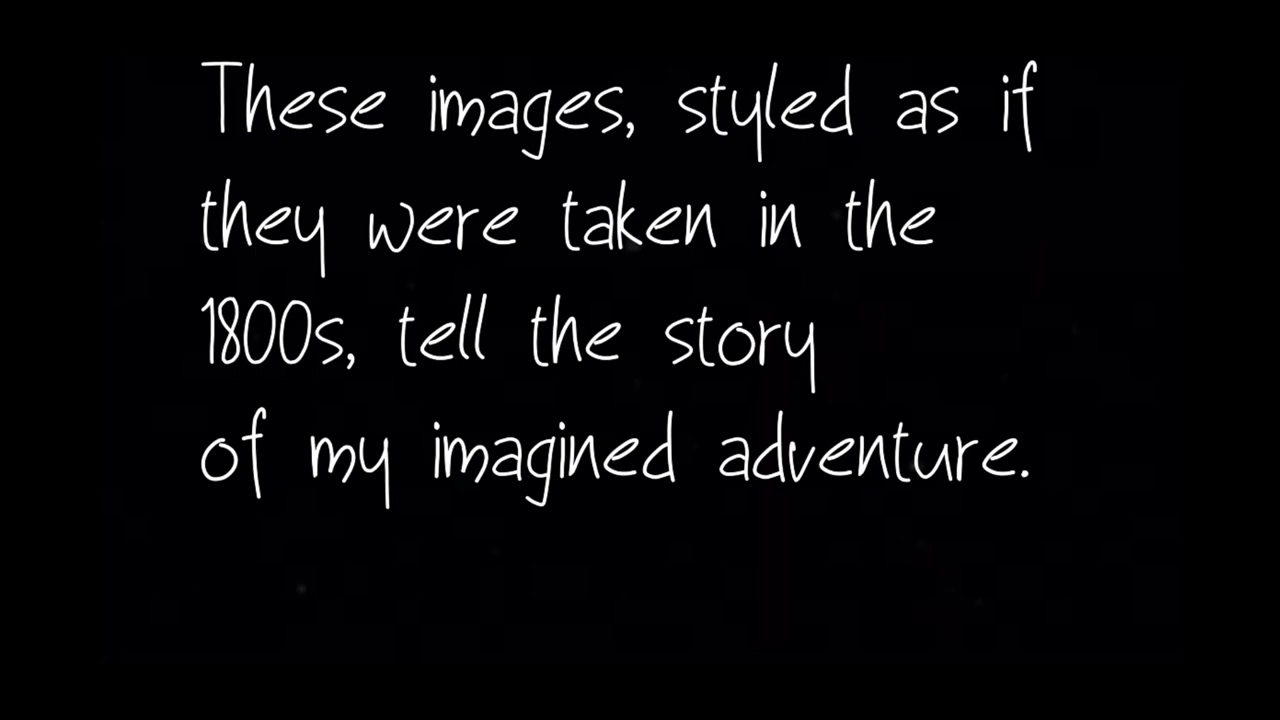 These images, styled as if
they were taken in the
1800s, tell the story
of my imagined adventure.